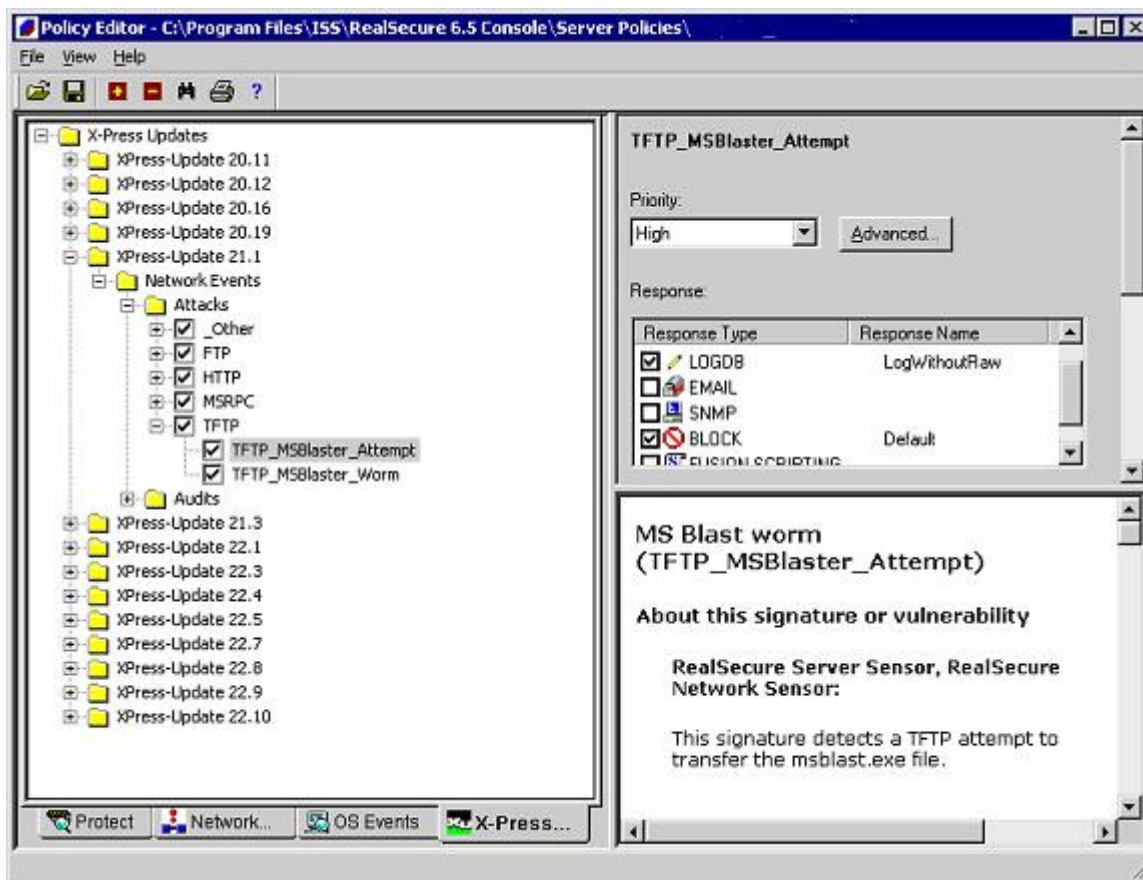 Policy Editor - C:\Program Files\ISS\RealSecure 6.5 Console\Server Policies\
File View Help
X-Press Updates
XPress-Update 20.11
XPress-Update 20.12
XPress-Update 20.16
XPress-Update 20.19
XPress-Update 21.1
Network Events
Attacks
_Other
FTP
HTTP
MSRPC
TFTP
TFTP_MSBlaster_Attempt
TFTP_MSBlaster_Worm
Audits
XPress-Update 21.3
XPress-Update 22.1
XPress-Update 22.3
XPress-Update 22.4
XPress-Update 22.5
XPress-Update 22.7
XPress-Update 22.8
XPress-Update 22.9
XPress-Update 22.10
Protect Network... OS Events X-Press...
TFTP_MSBlaster_Attempt
Priority:
High Advanced...
Response:
Response Type Response Name
LOGDB LogWithoutRaw
EMAIL
SNMP
BLOCK Default
FUSION SCRIPTING
MS Blast worm
(TFTP_MSBlaster_Attempt)
About this signature or vulnerability
RealSecure Server Sensor, RealSecure
Network Sensor:
This signature detects a TFTP attempt to
transfer the msblast.exe file.